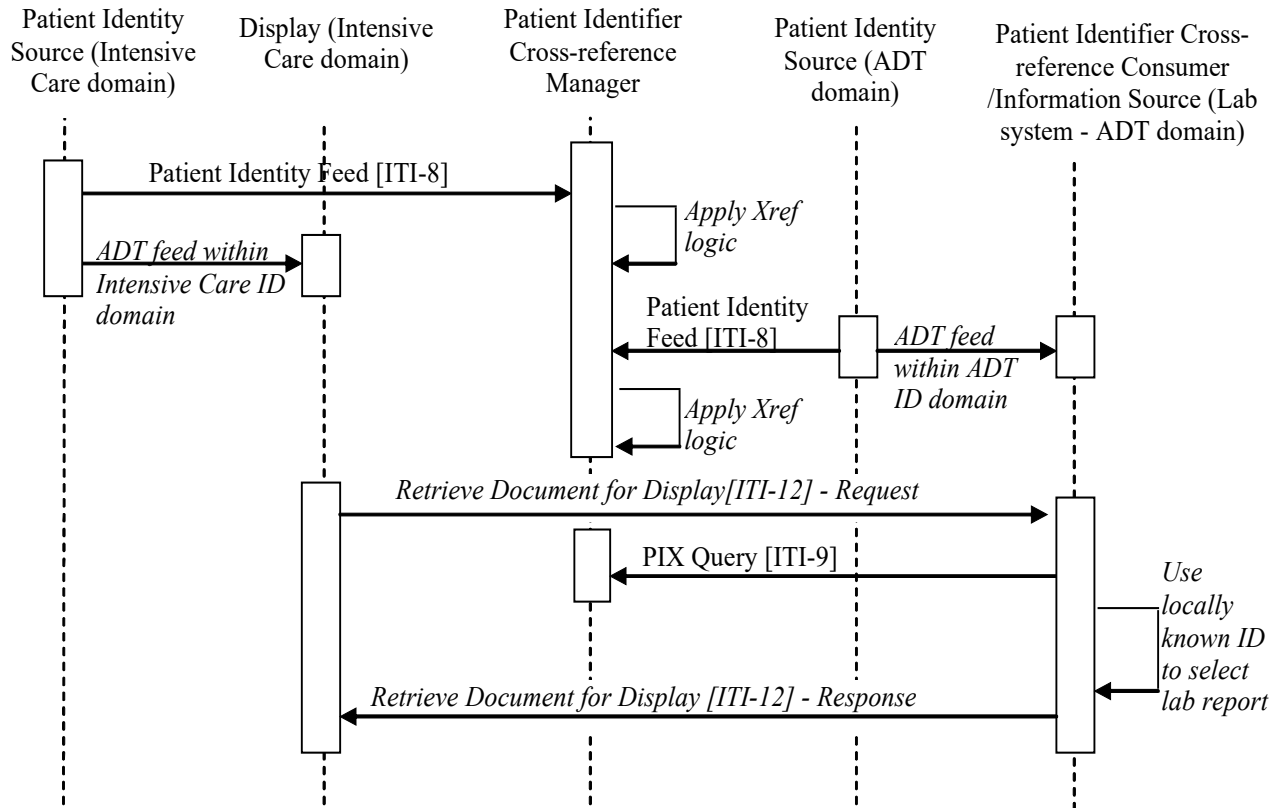 Patient Identity
Source (Intensive
Care domain)
Display (Intensive
Care domain)
Patient Identifier
Cross-reference
Manager
Patient Identity
Source (ADT
domain)
Patient Identifier Cross-
reference Consumer
/Information Source (Lab
system - ADT domain)
Patient Identity Feed [ITI-8]
Apply Xref
logic
ADT feed within
Intensive Care ID
domain
Patient Identity
Feed [ITI-8]
ADT feed
within ADT
ID domain
Apply Xref
logic
Retrieve Document for Display[ITI-12] - Request
PIX Query [ITI-9]
Use
locally
known ID
to select
lab report
Retrieve Document for Display [ITI-12] - Response